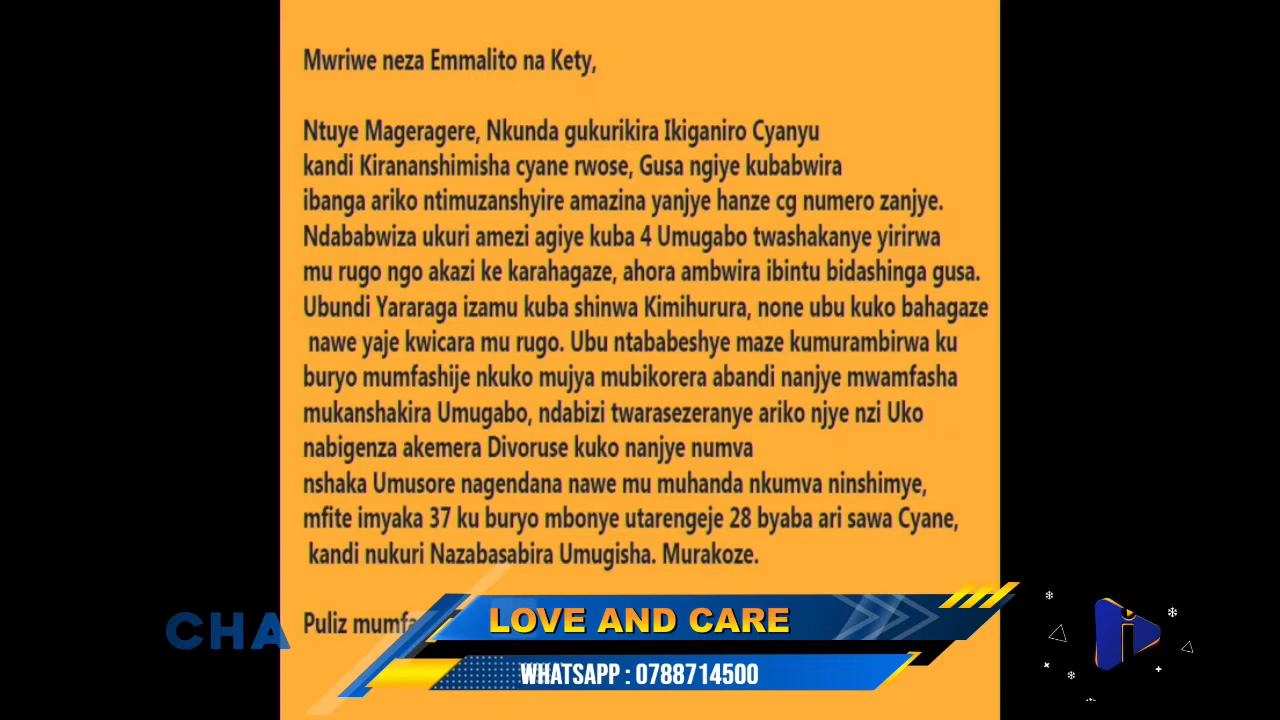 Mwriwe neza Emmalito na Kety,
Ntuye Mageragere, Nkunda gukurikira Ikiganiro Cyanyu
kandi Kirananshimisha cyane rwose, Gusa ngiye kubabwira
ibanga ariko ntimuzanshyire amazina yanjye hanze cg numero zanjye.
Ndababwiza ukuri amezi agiye kuba 4 Umugabo twashakanye yirirwa
mu rugo ngo akazi ke karahagaze, ahora ambwira ibintu bidashinga gusa.
Ubundi Yararaga izamu kuba shinwa Kimihurura, none ubu kuko bahagaze
nawe yaje kwicara mu rugo. Ubu ntababeshye maze kumurambirwa ku
buryo mumfashije nkuko mujya mubikorera abandi nanjye mwamfasha
mukanshakira Umugabo, ndabizi twarasezeranye ariko njye nzi Uko
nabigenza akemera Divoruse kuko nanjye numva
nshaka Umusore nagendana nawe mu muhanda nkumva ninshimye,
mfite imyaka 37 ku buryo mbonye utarengeje 28 byaba ari sawa Cyane,
kandi nukuri Nazabasabira Umugisha. Murakoze.
Puliz
LOVE AND CARE
CHA
WHATSAPP : 0788714500